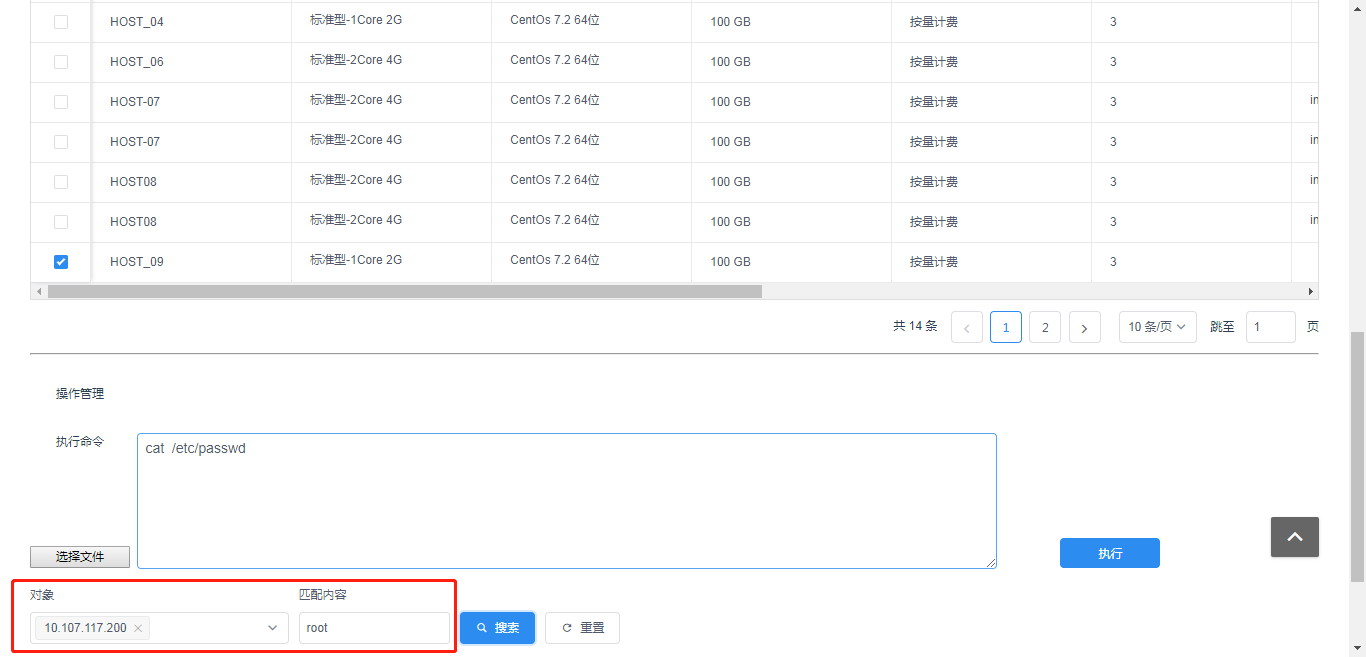 HOST_04 标准型-1Core 2G CentOs 7.2 64位 100 GB 按量计费 3
HOST_06 标准型-2Core 4G CentOs 7.2 64位 100 GB 按量计费 3
HOST-07 标准型-2Core 4G CentOs 7.2 64位 100 GB 按量计费 3 in
HOST-07 标准型-2Core 4G CentOs 7.2 64位 100 GB 按量计费 3 in
HOST08 标准型-2Core 4G CentOs 7.2 64位 100 GB 按量计费 3 in
HOST08 标准型-2Core 4G CentOs 7.2 64位 100 GB 按量计费 3 in
HOST_09 标准型-1Core 2G CentOs 7.2 64位 100 GB 按量计费 3
共 14 条 1 2 10 条/页 跳至 1 页
操作管理
执行命令 cat /etc/passwd
选择文件 执行
对象 匹配内容
10.107.117.200 root 搜索 重置